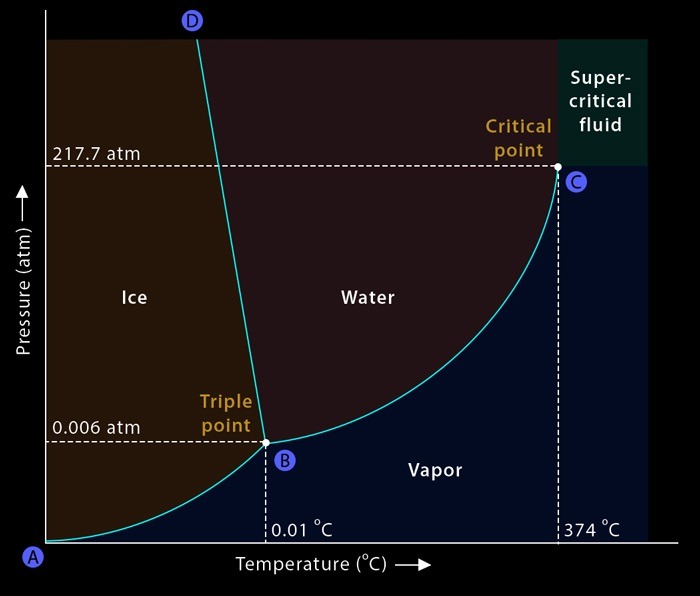 D
Super-
critical
fluid
Critical
point
217.7 atm
C
Pressure (atm)
Ice
Water
Triple
point
0.006 atm
B
Vapor
0.01 °C
374 °C
A
Temperature (°C)